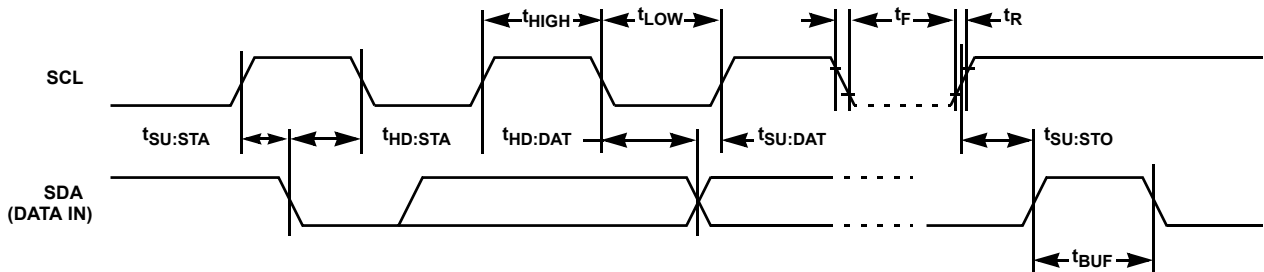 tHIGH
tLOW
tF
tR
SCL
tSU:STA
tHD:STA
tHD:DAT
tSU:DAT
tSU:STO
SDA
(DATA IN)
tBUF